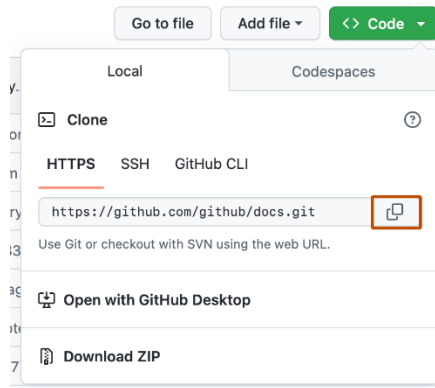 Go to file Add file Code
Local Codespaces
Clone
HTTPS SSH GitHub CLI
https://github.com/github/docs.git
Use Git or checkout with SVN using the web URL.
Open with GitHub Desktop
Download ZIP